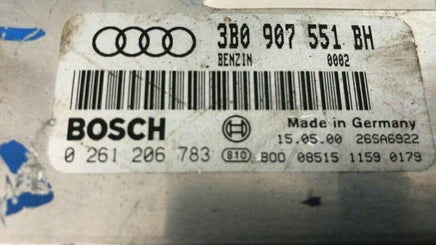 3B0 907 551 BH
BENZIN 0002
BOSCH
Made in Germany
15.05.00 26SA6922
0 261 206 783 B10 B00 08515 1159 0179